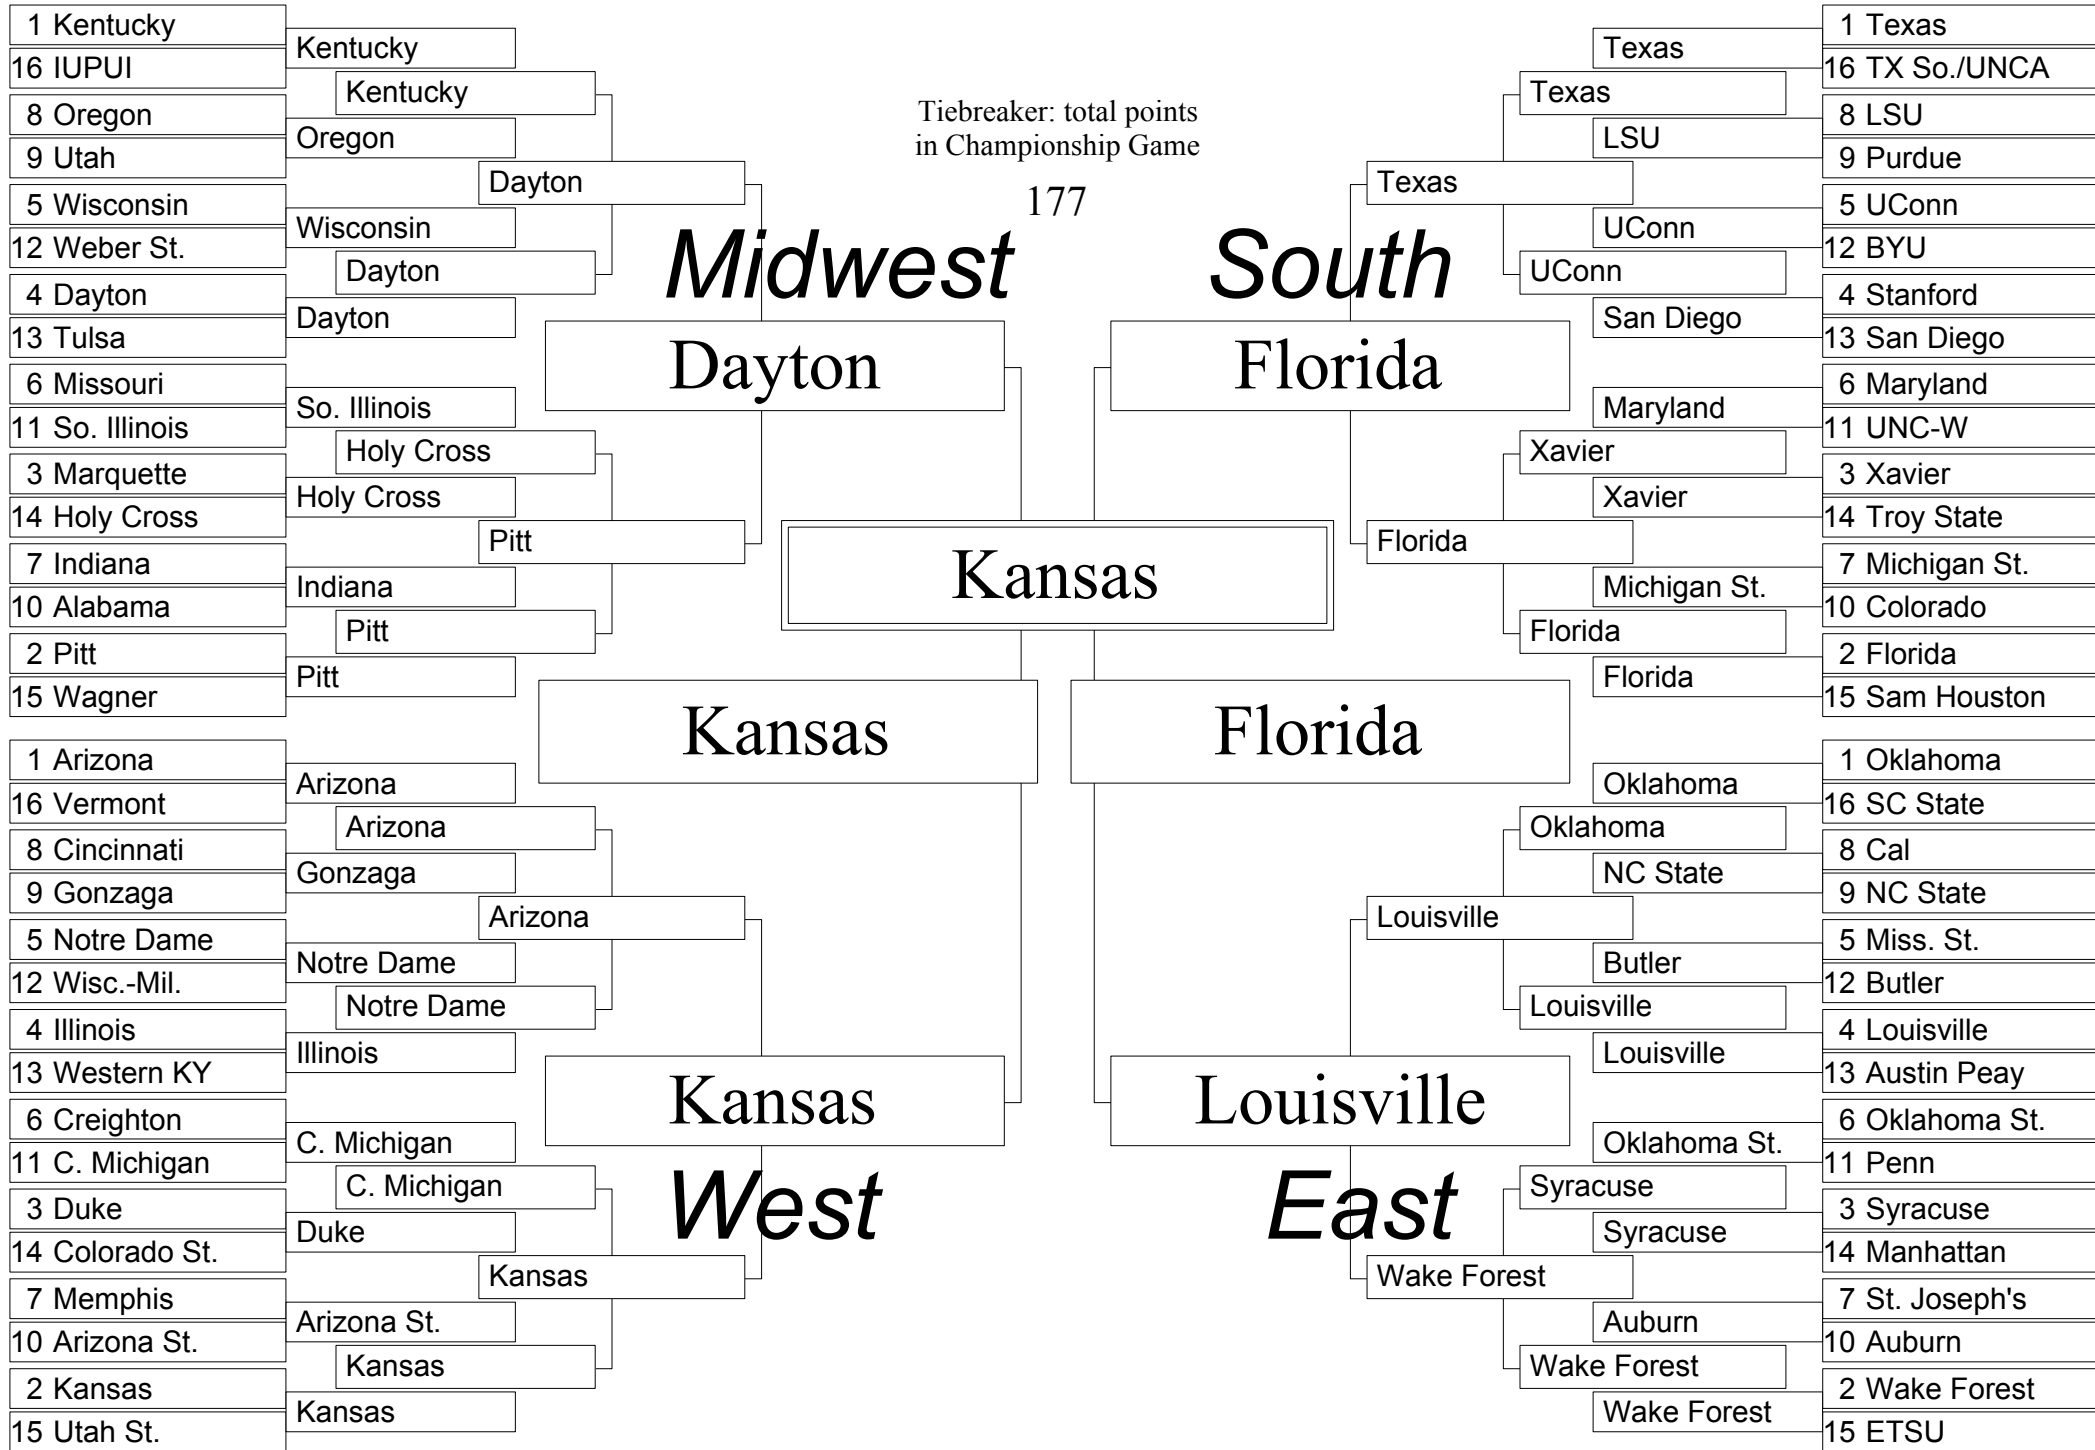 1 Kentucky
16 IUPUI
8 Oregon
9 Utah
5 Wisconsin
12 Weber St.
4 Dayton
13 Tulsa
6 Missouri
11 So. Illinois
3 Marquette
14 Holy Cross
7 Indiana
10 Alabama
2 Pitt
15 Wagner
Kentucky
Oregon
Wisconsin
Dayton
So. Illinois
Holy Cross
Indiana
Pitt
Kentucky
Dayton
Holy Cross
Pitt
Dayton
Pitt
Midwest
Dayton
1 Arizona
16 Vermont
8 Cincinnati
9 Gonzaga
5 Notre Dame
12 Wisc.-Mil.
4 Illinois
13 Western KY
6 Creighton
11 C. Michigan
3 Duke
14 Colorado St.
7 Memphis
10 Arizona St.
2 Kansas
15 Utah St.
Arizona
Gonzaga
Notre Dame
Illinois
C. Michigan
Duke
Arizona St.
Kansas
Arizona
Notre Dame
C. Michigan
Kansas
Arizona
Kansas
Kansas
West
Tiebreaker: total points
in Championship Game
177
Kansas
Kansas
Florida
South
Florida
Texas
Florida
Texas
UConn
Xavier
Florida
Texas
LSU
UConn
San Diego
Maryland
Xavier
Michigan St.
Florida
1 Texas
16 TX So./UNCA
8 LSU
9 Purdue
5 UConn
12 BYU
4 Stanford
13 San Diego
6 Maryland
11 UNC-W
3 Xavier
14 Troy State
7 Michigan St.
10 Colorado
2 Florida
15 Sam Houston
Louisville
East
Louisville
Wake Forest
Oklahoma
Louisville
Syracuse
Wake Forest
Oklahoma
NC State
Butler
Louisville
Oklahoma St.
Syracuse
Auburn
Wake Forest
1 Oklahoma
16 SC State
8 Cal
9 NC State
5 Miss. St.
12 Butler
4 Louisville
13 Austin Peay
6 Oklahoma St.
11 Penn
3 Syracuse
14 Manhattan
7 St. Joseph's
10 Auburn
2 Wake Forest
15 ETSU